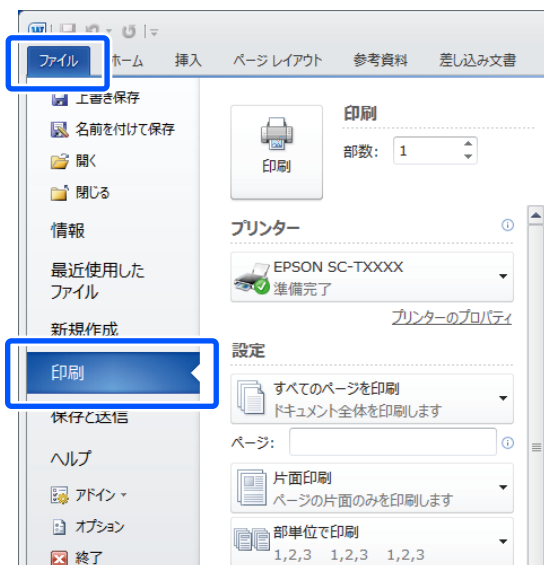 ファイル ホーム 挿入 ページ レイアウト 参考資料 差し込み文書
上書き保存
名前を付けて保存
開く
閉じる
情報
最近使用した
ファイル
新規作成
印刷
保存と送信
ヘルプ
アドイン
オプション
終了
印刷
印刷
部数: 1
プリンター
EPSON SC-TXXXX
準備完了
プリンターのプロパティ
設定
すべてのページを印刷
ドキュメント全体を印刷します
ページ:
片面印刷
ページの片面のみを印刷します
部単位で印刷
1,2,3 1,2,3 1,2,3